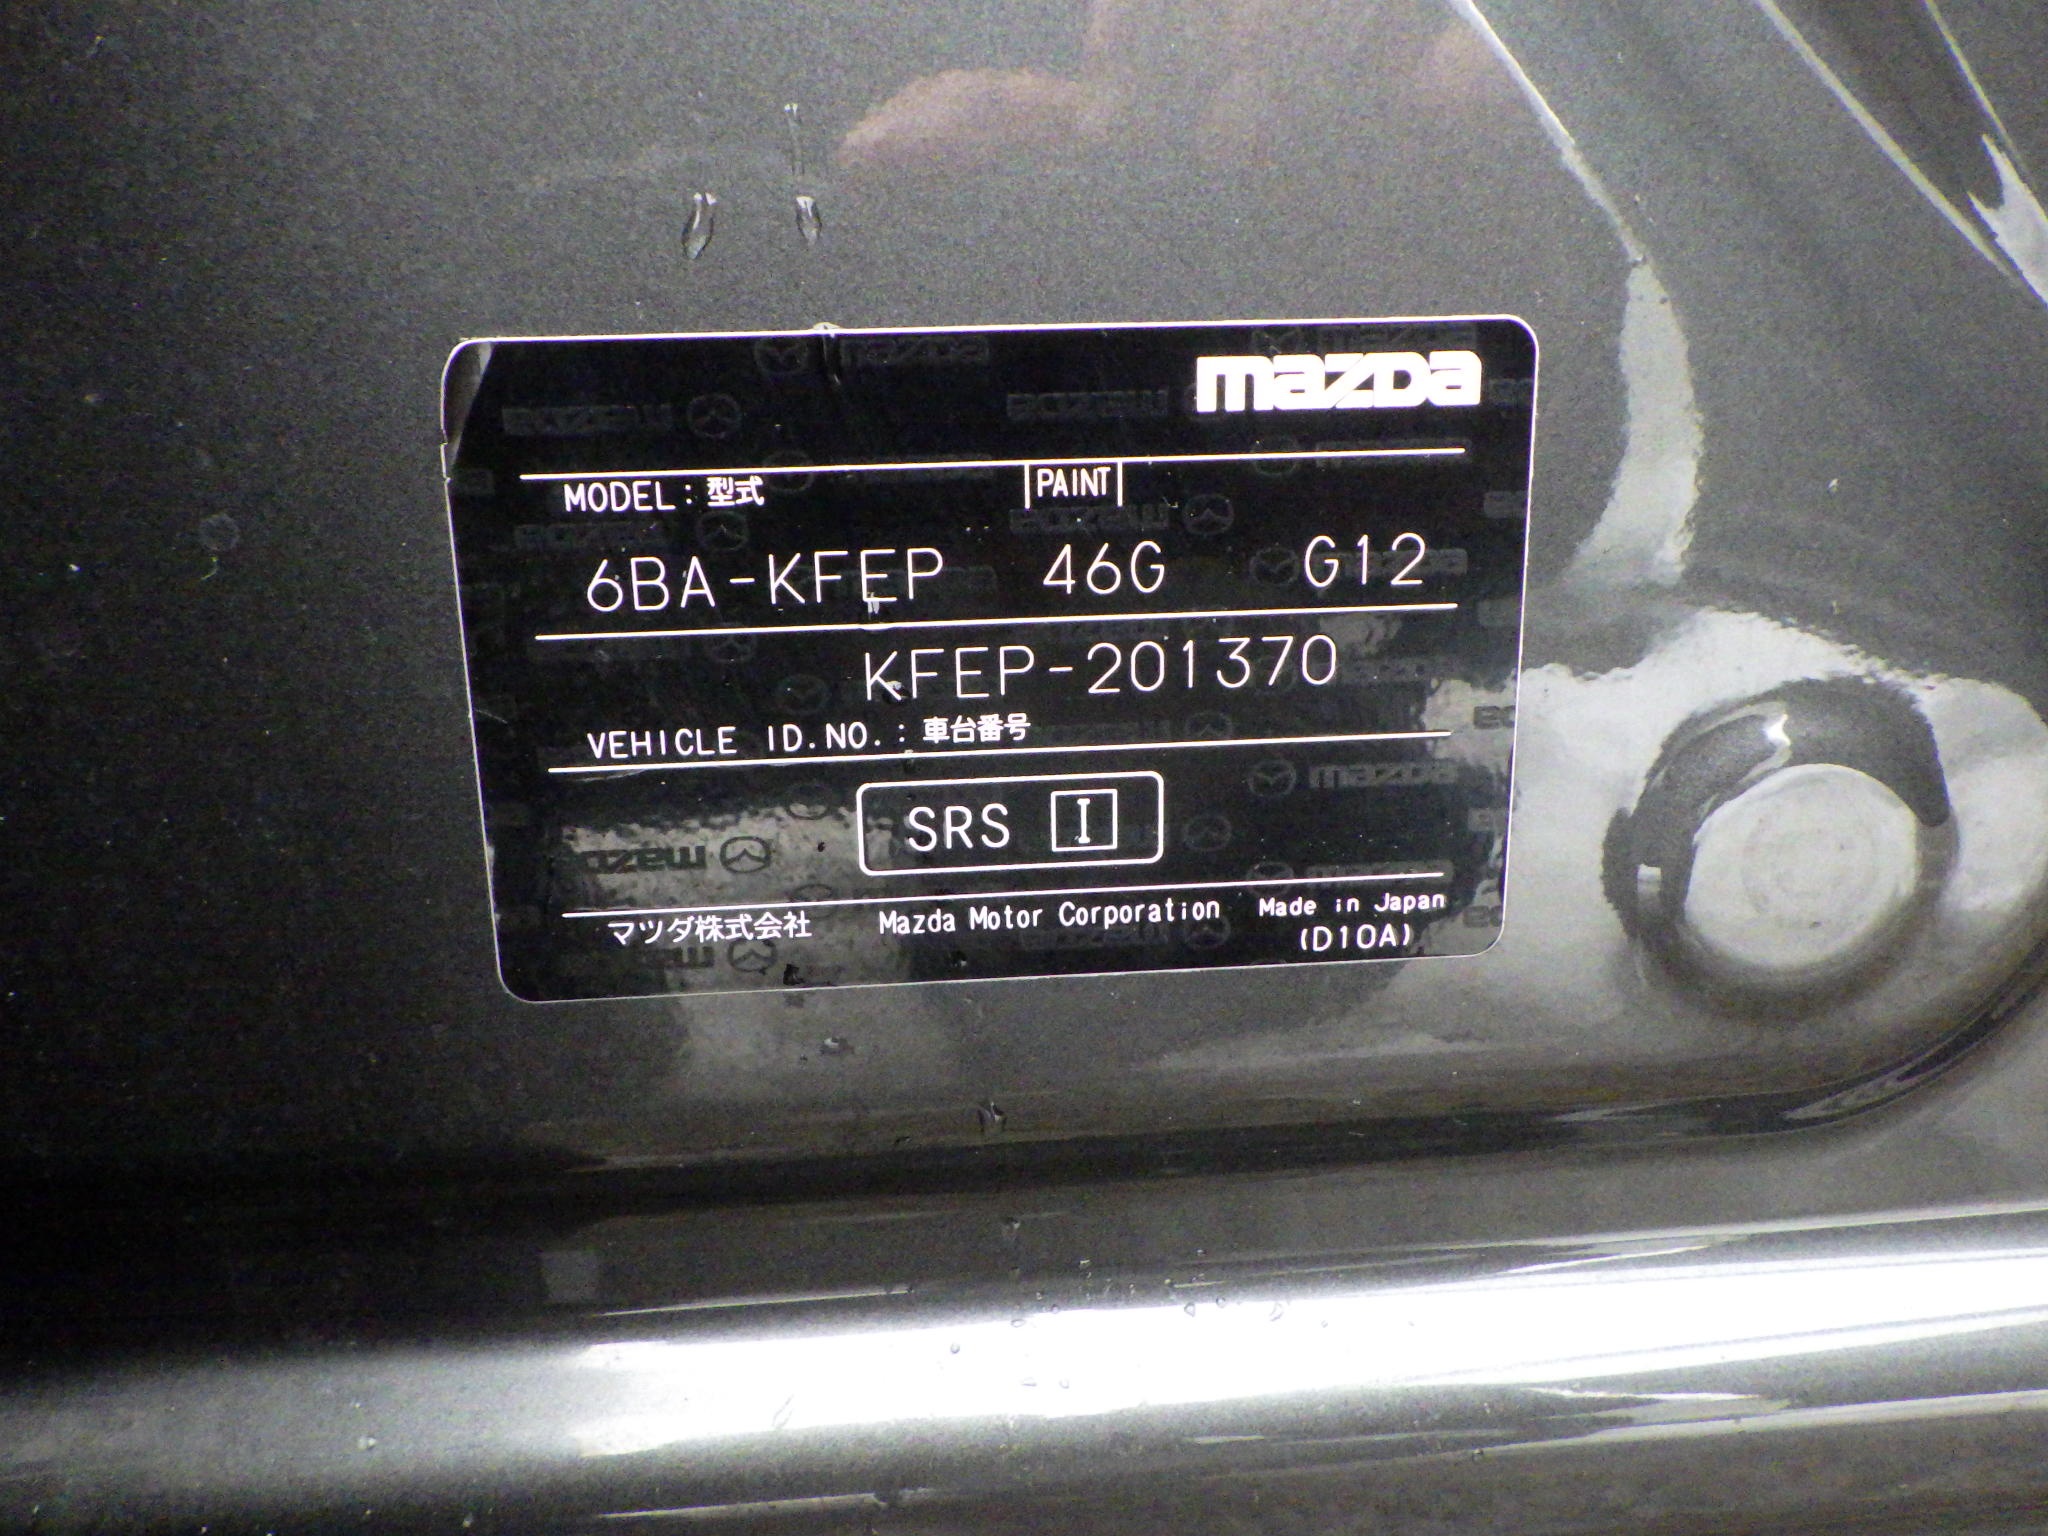 mazda
MODEL : 型式 PAINT
6BA-KFEP 46G G12
KFEP-201370
VEHICLE ID.NO. : 車台番号
SRS I
マツダ株式会社 Mazda Motor Corporation Made in Japan
(D10A)